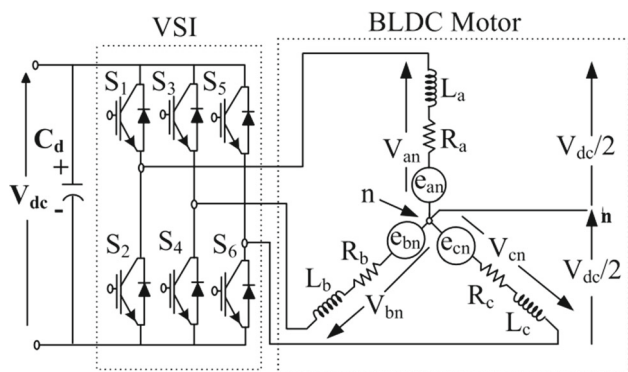 VSI
BLDC Motor
S1
S3
S5
La
Cd
+
Van
Ra
Vdc/2
Vdc
-
ean
n
n
S2
S4
S6
ebn
ecn
Vcn
Rb
Vdc/2
Lb
Vbn
Rc
Lc